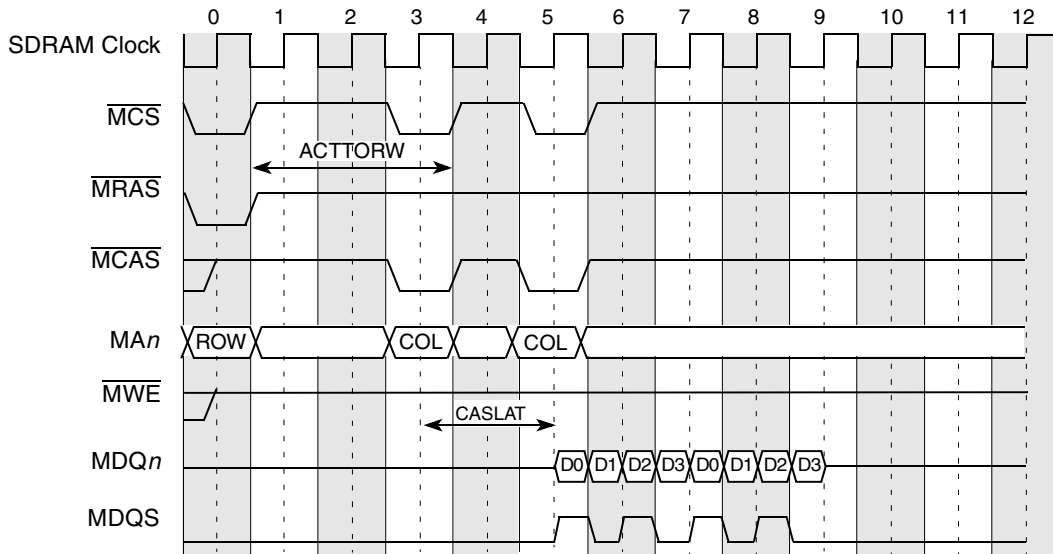 0 1 2 3 4 5 6 7 8 9 10 11 12
SDRAM Clock
MCS
ACTTORW
MRAS
MCAS
MAn ROW COL COL
MWE
CASLAT
MDQn D0 D1 D2 D3 D0 D1 D2 D3
MDQS